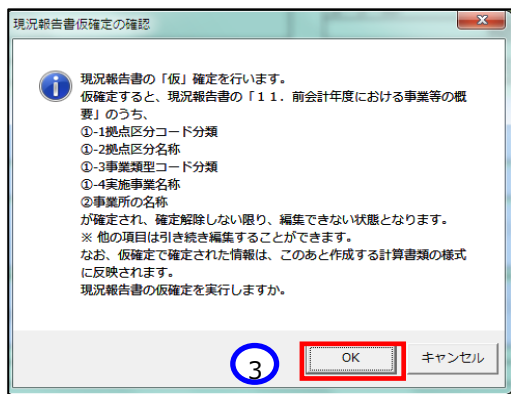 現況報告書仮確定の確認
現況報告書の「仮」確定を行います。
仮確定すると、現況報告書の「１１．前会計年度における事業等の概
要」のうち、
①-1拠点区分コード分類
①-2拠点区分名称
①-3事業類型コード分類
①-4実施事業名称
②事業所の名称
が確定され、確定解除しない限り、編集できない状態となります。
※ 他の項目は引き続き編集することができます。
なお、仮確定で確定された情報は、このあと作成する計算書類の様式
に反映されます。
現況報告書の仮確定を実行しますか。
3
OK
キャンセル